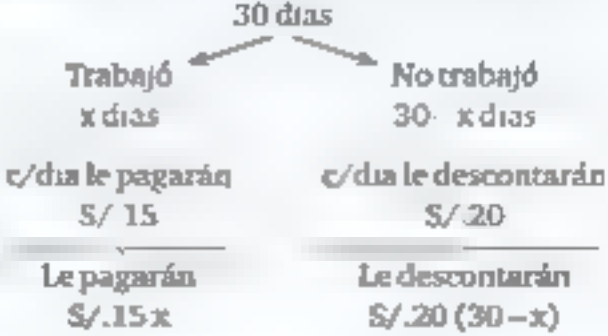 30 días
Trabajó
x días
c/día le pagarán
S/ 15
Le pagarán
S/.15x
No trabajó
30- x días
c/día le descontarán
S/.20
Le descontarán
S/.20 (30-x)